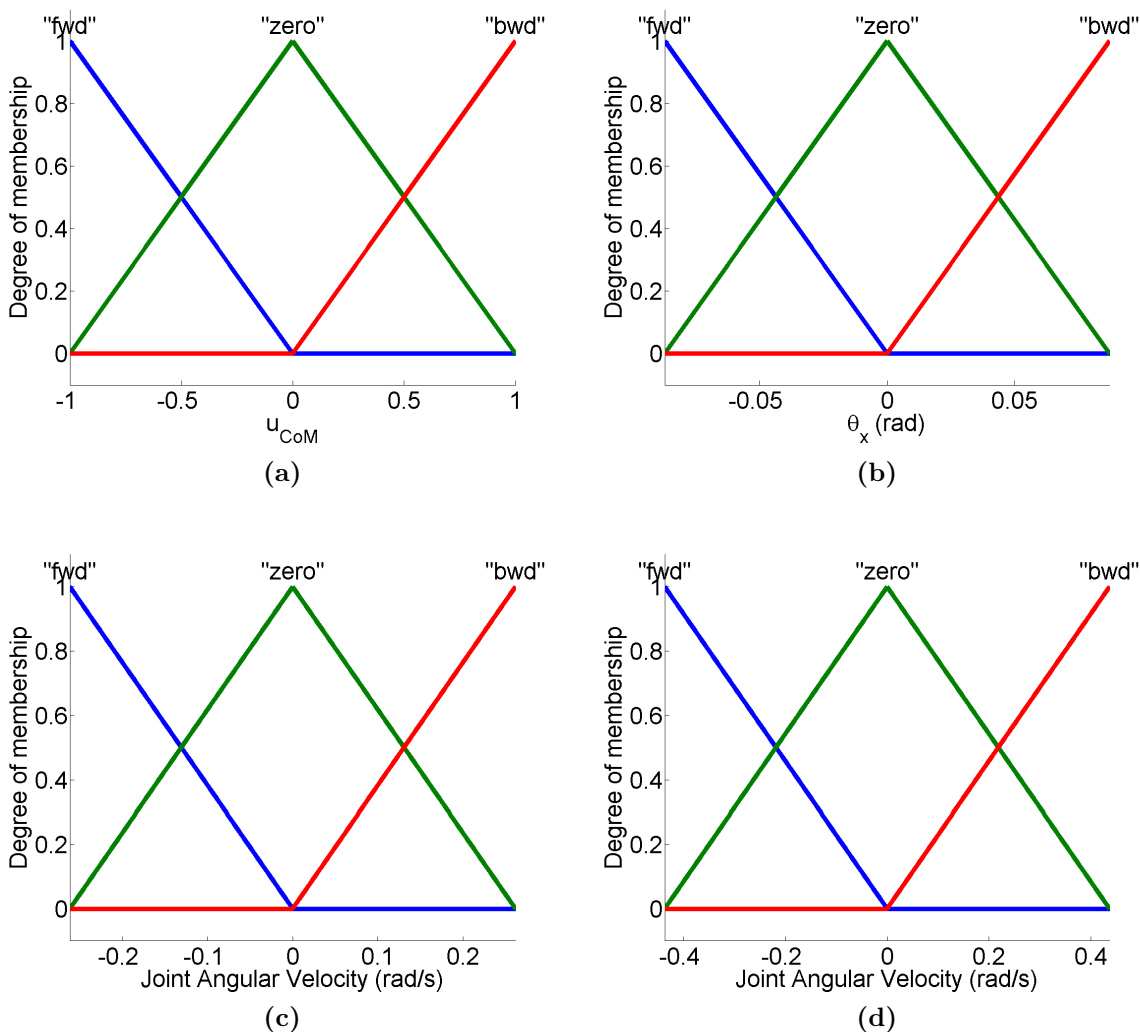 "fwd" "zero" "bwd"
1
0.8
0.6
0.4
0.2
0
Degree of membership
-1 -0.5 0 0.5 1
u_CoM
(a)
"fwd" "zero" "bwd"
1
0.8
0.6
0.4
0.2
0
Degree of membership
-0.05 0 0.05
θ_x (rad)
(b)
"fwd" "zero" "bwd"
1
0.8
0.6
0.4
0.2
0
Degree of membership
-0.2 -0.1 0 0.1 0.2
Joint Angular Velocity (rad/s)
(c)
"fwd" "zero" "bwd"
1
0.8
0.6
0.4
0.2
0
Degree of membership
-0.4 -0.2 0 0.2 0.4
Joint Angular Velocity (rad/s)
(d)